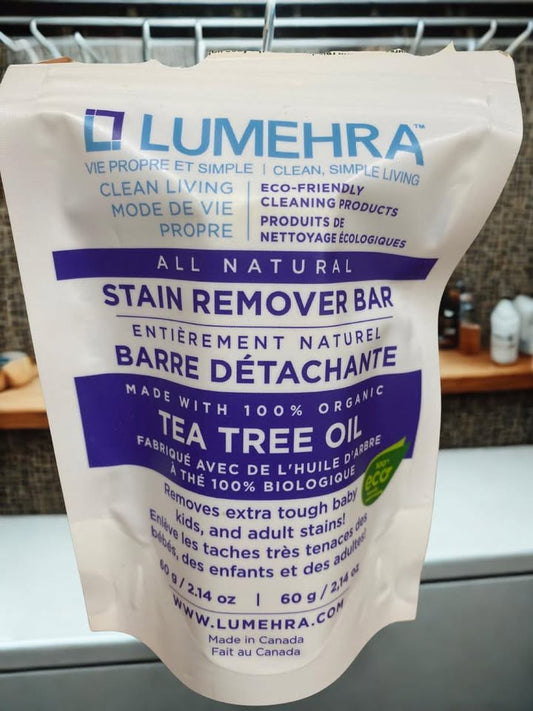 LUMEHRA™
VIE PROPRE ET SIMPLE | CLEAN, SIMPLE LIVING
CLEAN LIVING
MODE DE VIE
PROPRE
ECO-FRIENDLY
CLEANING PRODUCTS
PRODUITS DE
NETTOYAGE ÉCOLOGIQUES
ALL NATURAL
STAIN REMOVER BAR
ENTIÈREMENT NATUREL
BARRE DÉTACHANTE
MADE WITH 100% ORGANIC
TEA TREE OIL
FABRIQUÉ AVEC DE L'HUILE D'ARBRE
À THÉ 100% BIOLOGIQUE
100%
eco
Removes extra tough baby
kids, and adult stains!
Enlève les taches très tenaces des
bébés, des enfants et des adultes!
60 g / 2.14 oz | 60 g / 2,14 oz
WWW.LUMEHRA.COM
Made in Canada
Fait au Canada